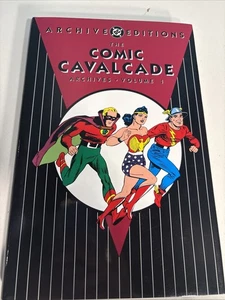 ARCHIVE DC EDITIONS
THE
COMIC
CAVALCADE
ARCHIVES • VOLUME 1